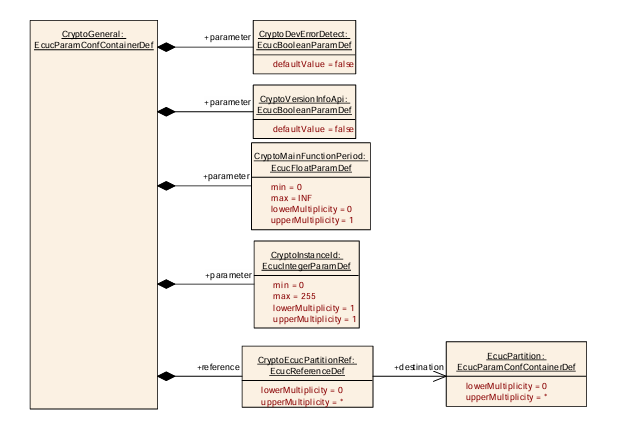 CryptoGeneral:
EcucParamConfContainerDef
+parameter
CryptoDevErrorDetect:
EcucBooleanParamDef
defaultValue = false
+parameter
CryptoVersionInfoApi:
EcucBooleanParamDef
defaultValue = false
+parameter
CryptoMainFunctionPeriod:
EcucFloatParamDef
min = 0
max = INF
lowerMultiplicity = 0
upperMultiplicity = 1
+parameter
CryptoInstanceId:
EcucIntegerParamDef
min = 0
max = 255
lowerMultiplicity = 1
upperMultiplicity = 1
+reference
CryptoEcucPartitionRef:
EcucReferenceDef
lowerMultiplicity = 0
upperMultiplicity = *
+destination
EcucPartition:
EcucParamConfContainerDef
lowerMultiplicity = 0
upperMultiplicity = *